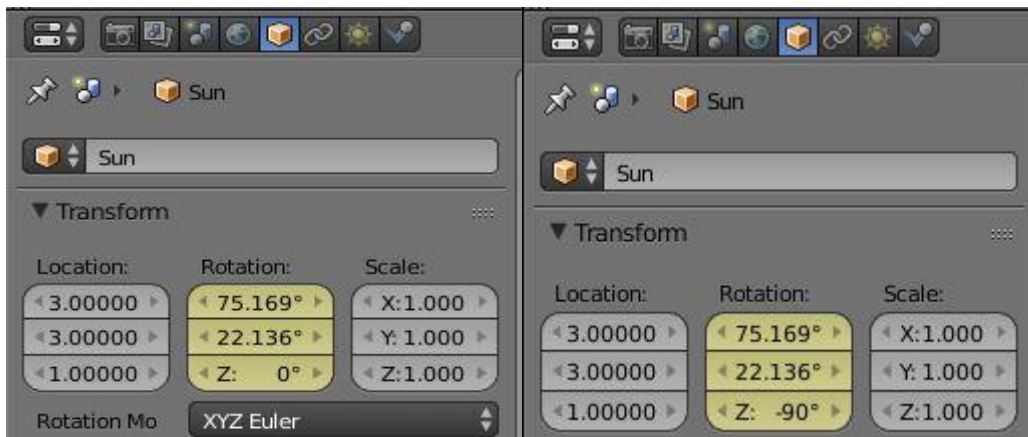 Sun
Sun
Transform
Location: Rotation: Scale:
3.00000 75.169° X:1.000
3.00000 22.136° Y: 1.000
1.00000 Z: 0° Z:1.000
Rotation Mo XYZ Euler
Sun
Sun
Transform
Location: Rotation: Scale:
3.00000 75.169° X:1.000
3.00000 22.136° Y: 1.000
1.00000 Z: -90° Z:1.000